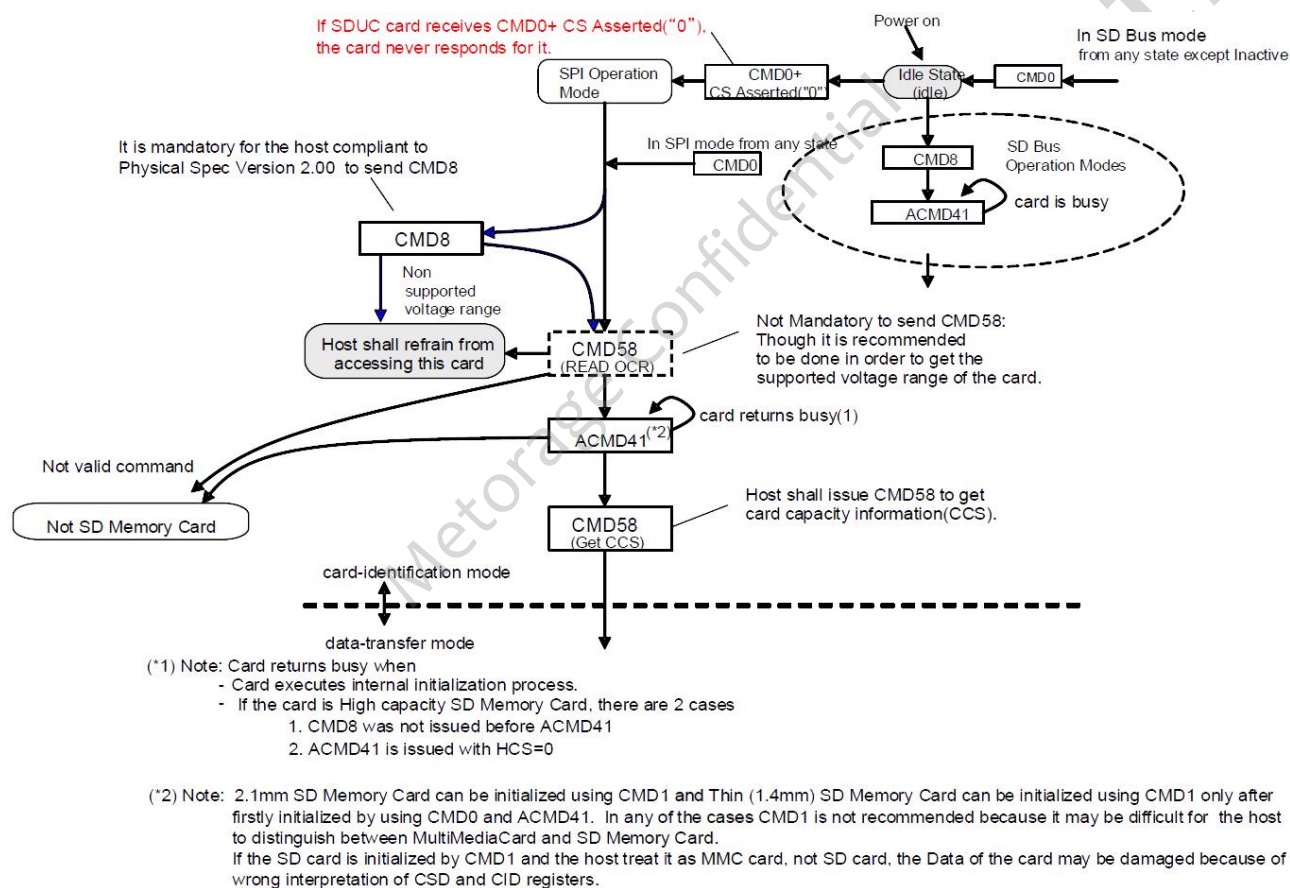 If SDUC card receives CMD0+ CS Asserted("0"),
the card never responds for it.
Power on
In SD Bus mode
from any state except Inactive
SPI Operation
Mode
CMD0+
CS Asserted("0")
Idle State
(idle)
CMD0
It is mandatory for the host compliant to
Physical Spec Version 2.00 to send CMD8
In SPI mode from any state
CMD0
CMD8
SD Bus
Operation Modes
ACMD41
card is busy
CMD8
Non
supported
voltage range
Host shall refrain from
accessing this card
CMD58
(READ OCR)
Not Mandatory to send CMD58:
Though it is recommended
to be done in order to get the
supported voltage range of the card.
ACMD41(*2)
card returns busy(1)
Not valid command
Not SD Memory Card
CMD58
(Get CCS)
Host shall issue CMD58 to get
card capacity information(CCS).
card-identification mode
data-transfer mode
Metorage Confidential
(*1) Note: Card returns busy when
- Card executes internal initialization process.
- If the card is High capacity SD Memory Card, there are 2 cases
1. CMD8 was not issued before ACMD41
2. ACMD41 is issued with HCS=0
(*2) Note: 2.1mm SD Memory Card can be initialized using CMD1 and Thin (1.4mm) SD Memory Card can be initialized using CMD1 only after
firstly initialized by using CMD0 and ACMD41. In any of the cases CMD1 is not recommended because it may be difficult for the host
to distinguish between MultiMediaCard and SD Memory Card.
If the SD card is initialized by CMD1 and the host treat it as MMC card, not SD card, the Data of the card may be damaged because of
wrong interpretation of CSD and CID registers.